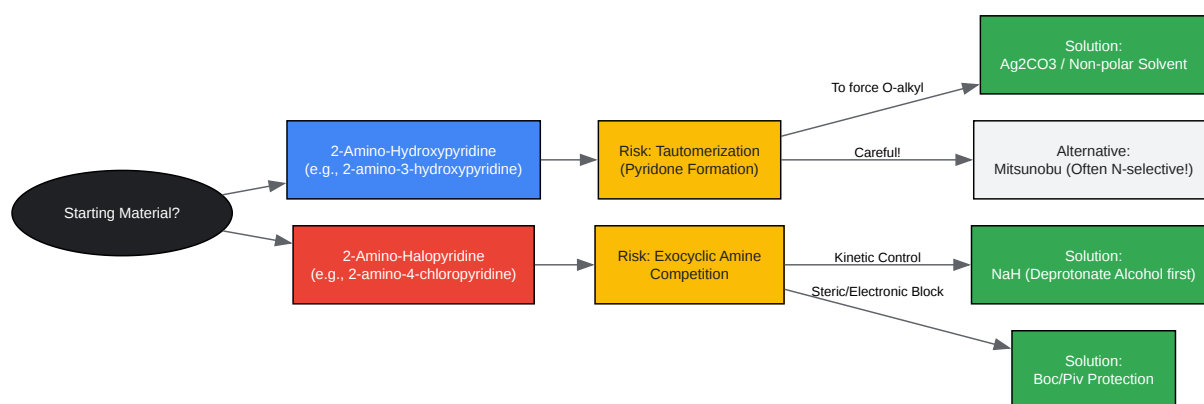 Starting Material?
2-Amino-Hydroxypyridine
(e.g., 2-amino-3-hydroxypyridine)
2-Amino-Halopyridine
(e.g., 2-amino-4-chloropyridine)
Risk: Tautomerization
(Pyridone Formation)
Risk: Exocyclic Amine
Competition
To force O-alkyl
Careful!
Kinetic Control
Steric/Electronic Block
Solution:
Ag2CO3 / Non-polar Solvent
Alternative:
Mitsunobu (Often N-selective!)
Solution:
NaH (Deprotonate Alcohol first)
Solution:
Boc/Piv Protection